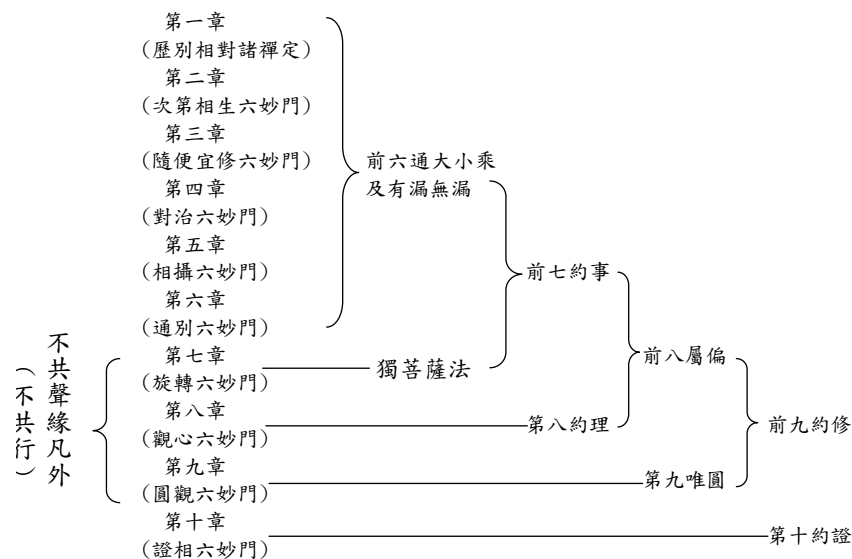 第一章
(歷別相對諸禪定)
第二章
(次第相生六妙門)
第三章
(隨便宜修六妙門)
第四章
(對治六妙門)
第五章
(相攝六妙門)
第六章
(通別六妙門)
第七章
(旋轉六妙門)
第八章
(觀心六妙門)
第九章
(圓觀六妙門)
第十章
(證相六妙門)
不共聲緣凡外
(不共行)
前六通大小乘
及有漏無漏
獨菩薩法
前七約事
第八約理
前八屬偏
第九唯圓
前九約修
第十約證